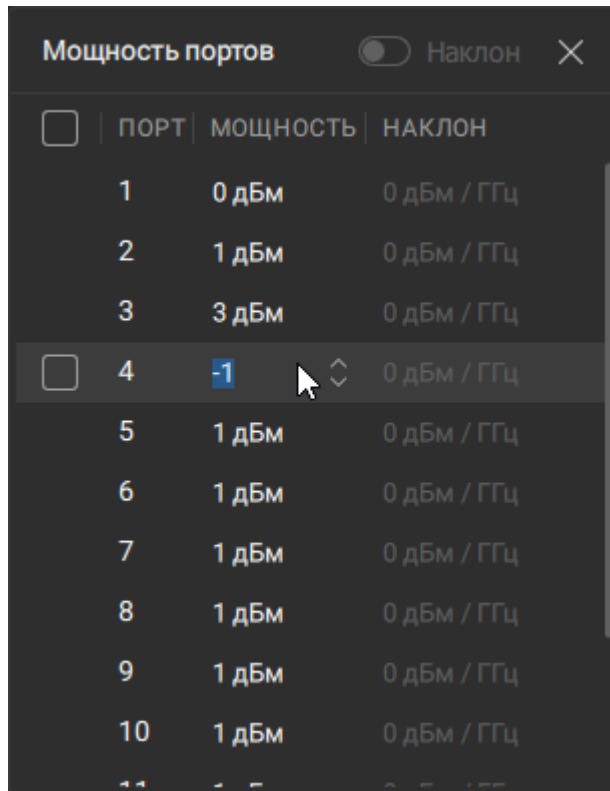 Мощность портов Наклон
ПОРТ МОЩНОСТЬ НАКЛОН
1 0 дБм 0 дБм / ГГц
2 1 дБм 0 дБм / ГГц
3 3 дБм 0 дБм / ГГц
4 -1 0 дБм / ГГц
5 1 дБм 0 дБм / ГГц
6 1 дБм 0 дБм / ГГц
7 1 дБм 0 дБм / ГГц
8 1 дБм 0 дБм / ГГц
9 1 дБм 0 дБм / ГГц
10 1 дБм 0 дБм / ГГц